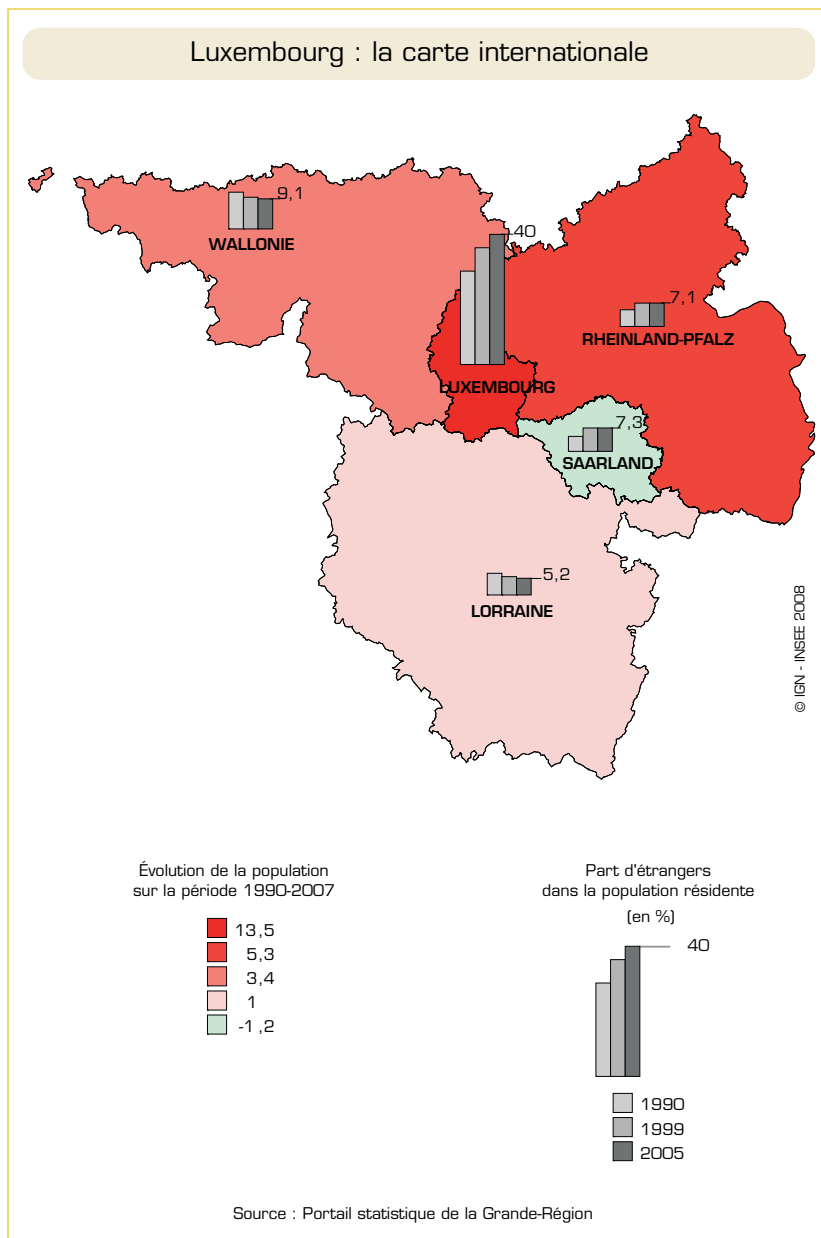 Luxembourg : la carte internationale
9,1
WALLONIE
40
7,1
RHEINLAND-PFALZ
LUXEMBOURG
7,3
SAARLAND
5,2
LORRAINE
© IGN - INSEE 2008
Évolution de la population
sur la période 1990-2007
13,5
5,3
3,4
1
-1,2
Part d'étrangers
dans la population résidente
(en %)
40
1990
1999
2005
Source : Portail statistique de la Grande-Région